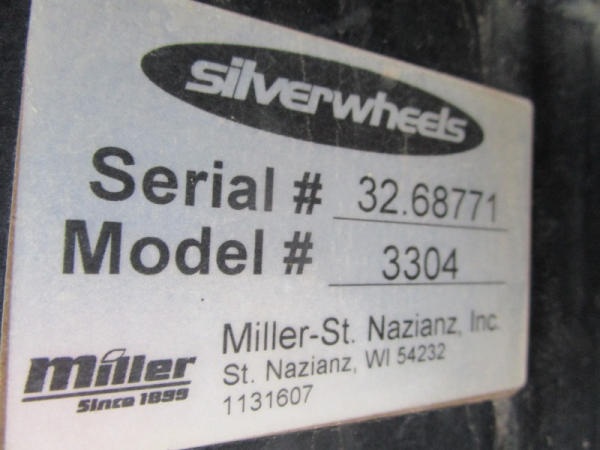 silverwheels
Serial # 32.68771
Model # 3304
Miller-St. Nazianz, Inc.
St. Nazianz, WI 54232
1131607
miller
Since 1899